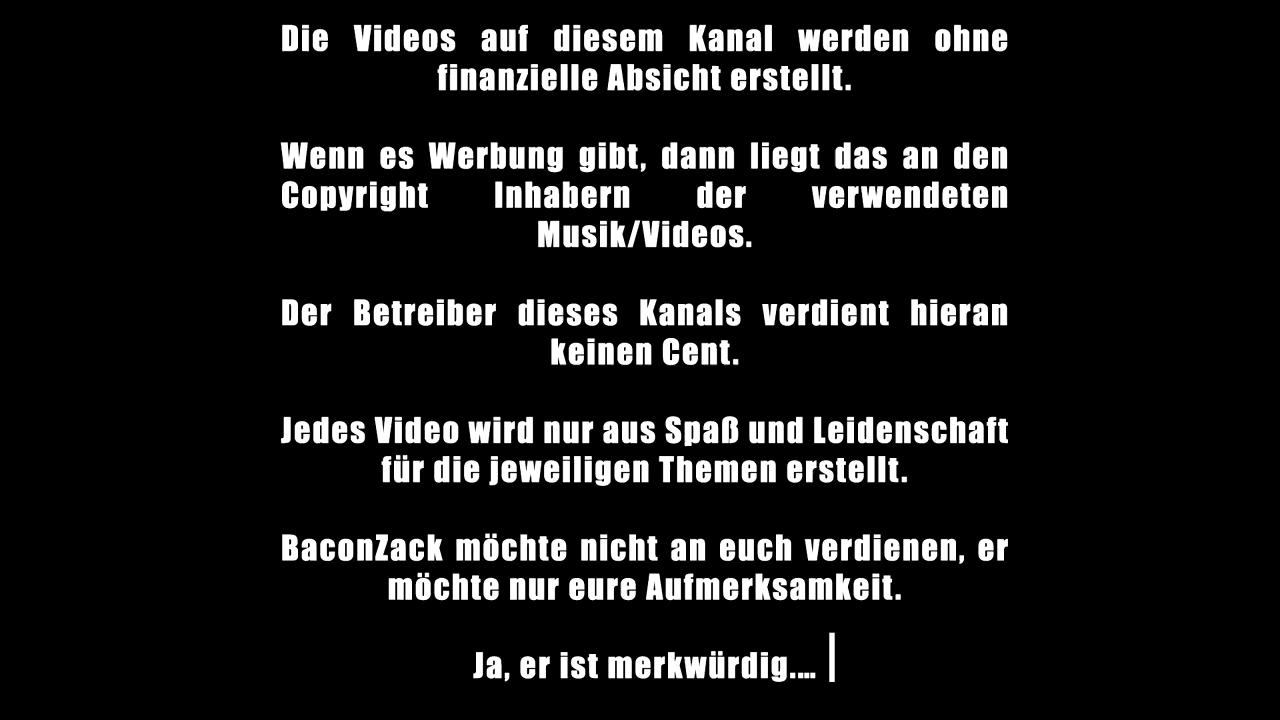 Die Videos auf diesem Kanal werden ohne
finanzielle Absicht erstellt.
Wenn es Werbung gibt, dann liegt das an den
Copyright Inhabern der verwendeten
Musik/Videos.
Der Betreiber dieses Kanals verdient hieran
keinen Cent.
Jedes Video wird nur aus Spaß und Leidenschaft
für die jeweiligen Themen erstellt.
BaconZack möchte nicht an euch verdienen, er
möchte nur eure Aufmerksamkeit.
Ja, er ist merkwürdig....